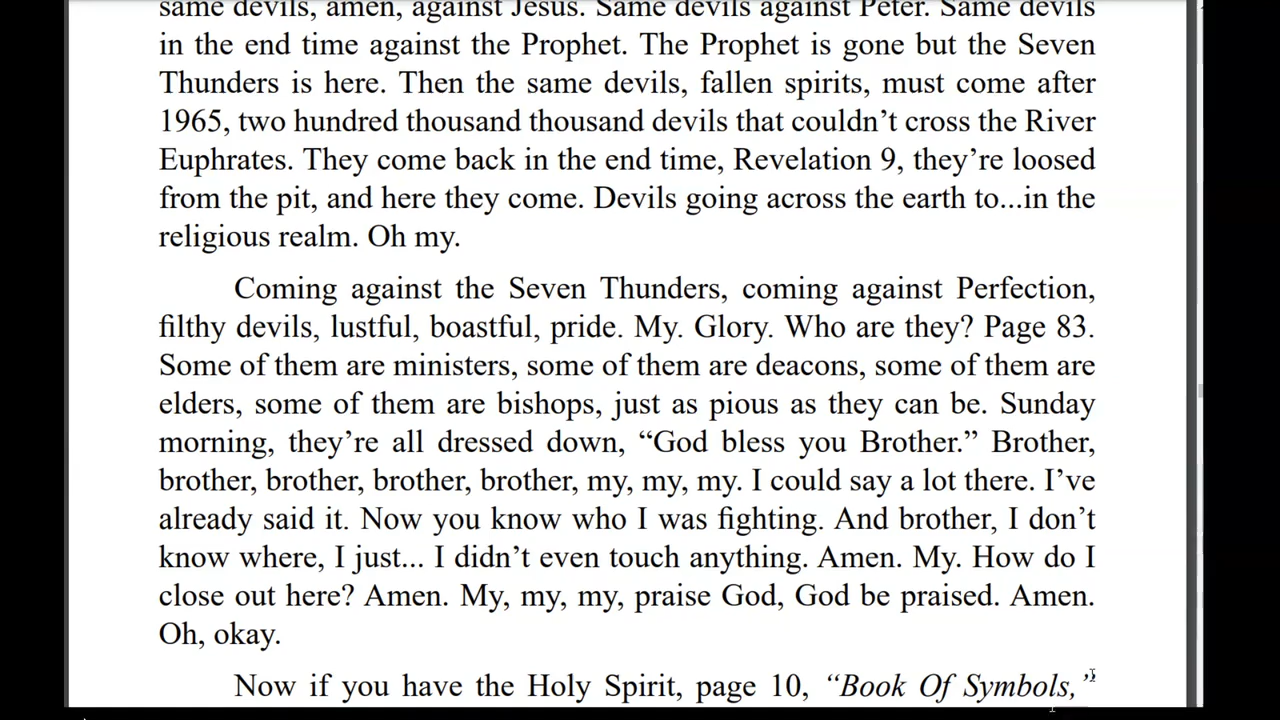 same devils, amen, against Jesus. Same devils against Peter. Same devils
in the end time against the Prophet. The Prophet is gone but the Seven
Thunders is here. Then the same devils, fallen spirits, must come after
1965, two hundred thousand thousand devils that couldn’t cross the River
Euphrates. They come back in the end time, Revelation 9, they’re loosed
from the pit, and here they come. Devils going across the earth to...in the
religious realm. Oh my.
Coming against the Seven Thunders, coming against Perfection,
filthy devils, lustful, boastful, pride. My. Glory. Who are they? Page 83.
Some of them are ministers, some of them are deacons, some of them are
elders, some of them are bishops, just as pious as they can be. Sunday
morning, they’re all dressed down, “God bless you Brother.” Brother,
brother, brother, brother, brother, my, my, my. I could say a lot there. I’ve
already said it. Now you know who I was fighting. And brother, I don’t
know where, I just... I didn’t even touch anything. Amen. My. How do I
close out here? Amen. My, my, my, praise God, God be praised. Amen.
Oh, okay.
Now if you have the Holy Spirit, page 10, “Book Of Symbols,”